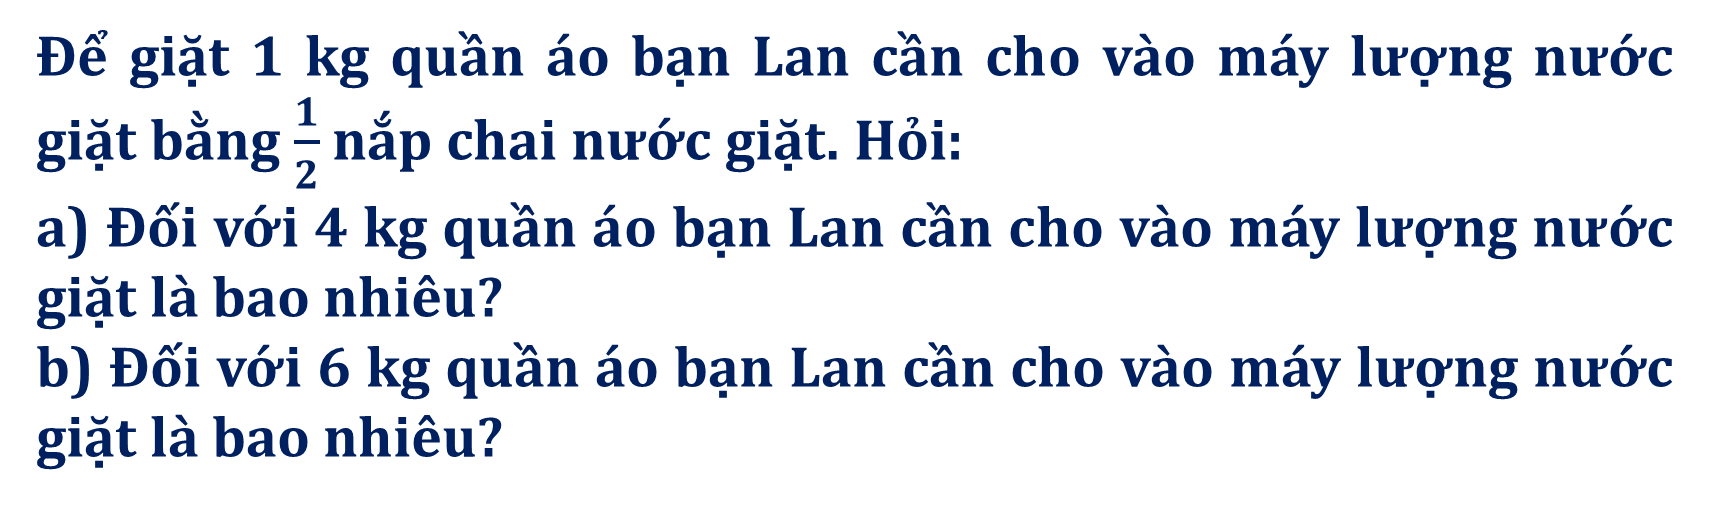 Để giặt 1 kg quần áo bạn Lan cần cho vào máy lượng nước
giặt bằng 1/2 nắp chai nước giặt. Hỏi:
a) Đối với 4 kg quần áo bạn Lan cần cho vào máy lượng nước
giặt là bao nhiêu?
b) Đối với 6 kg quần áo bạn Lan cần cho vào máy lượng nước
giặt là bao nhiêu?